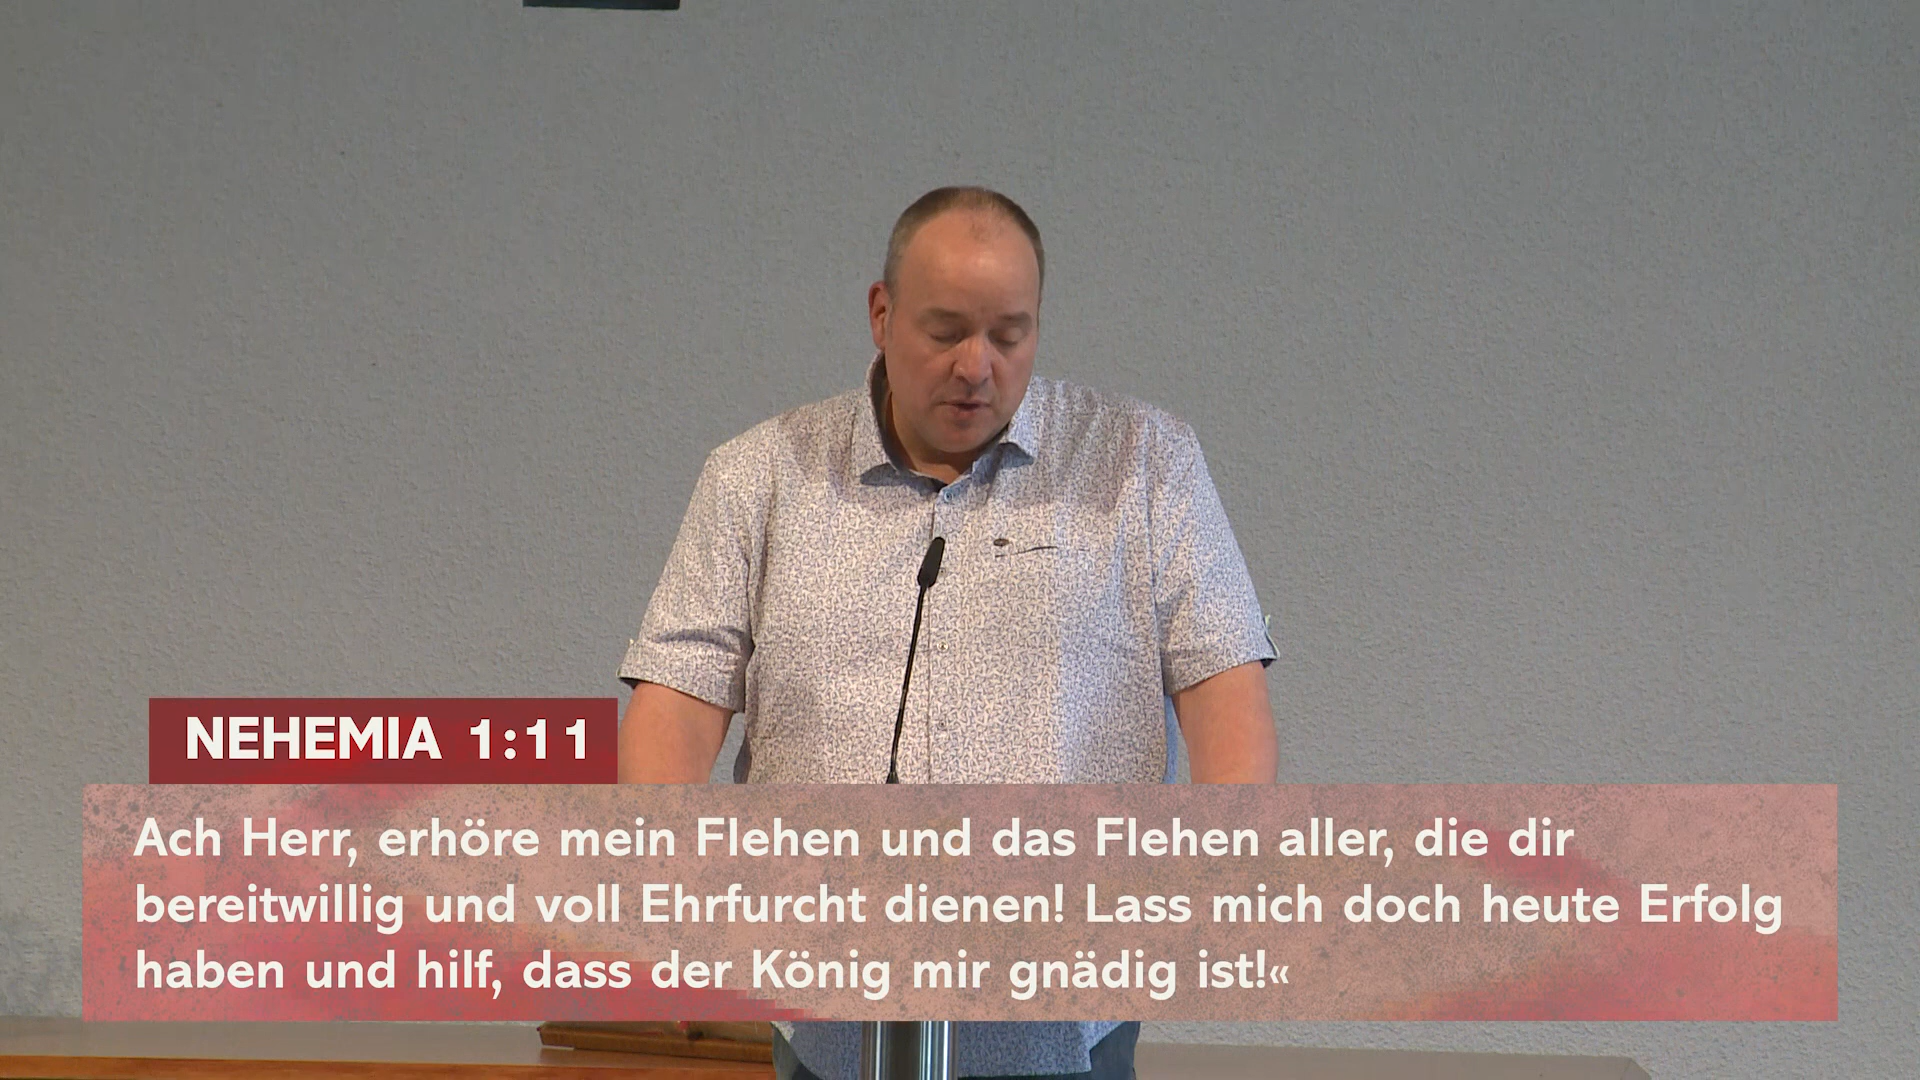 NEHEMIA 1:11
Ach Herr, erhöre mein Flehen und das Flehen aller, die dir
bereitwillig und voll Ehrfurcht dienen! Lass mich doch heute Erfolg
haben und hilf, dass der König mir gnädig ist!«